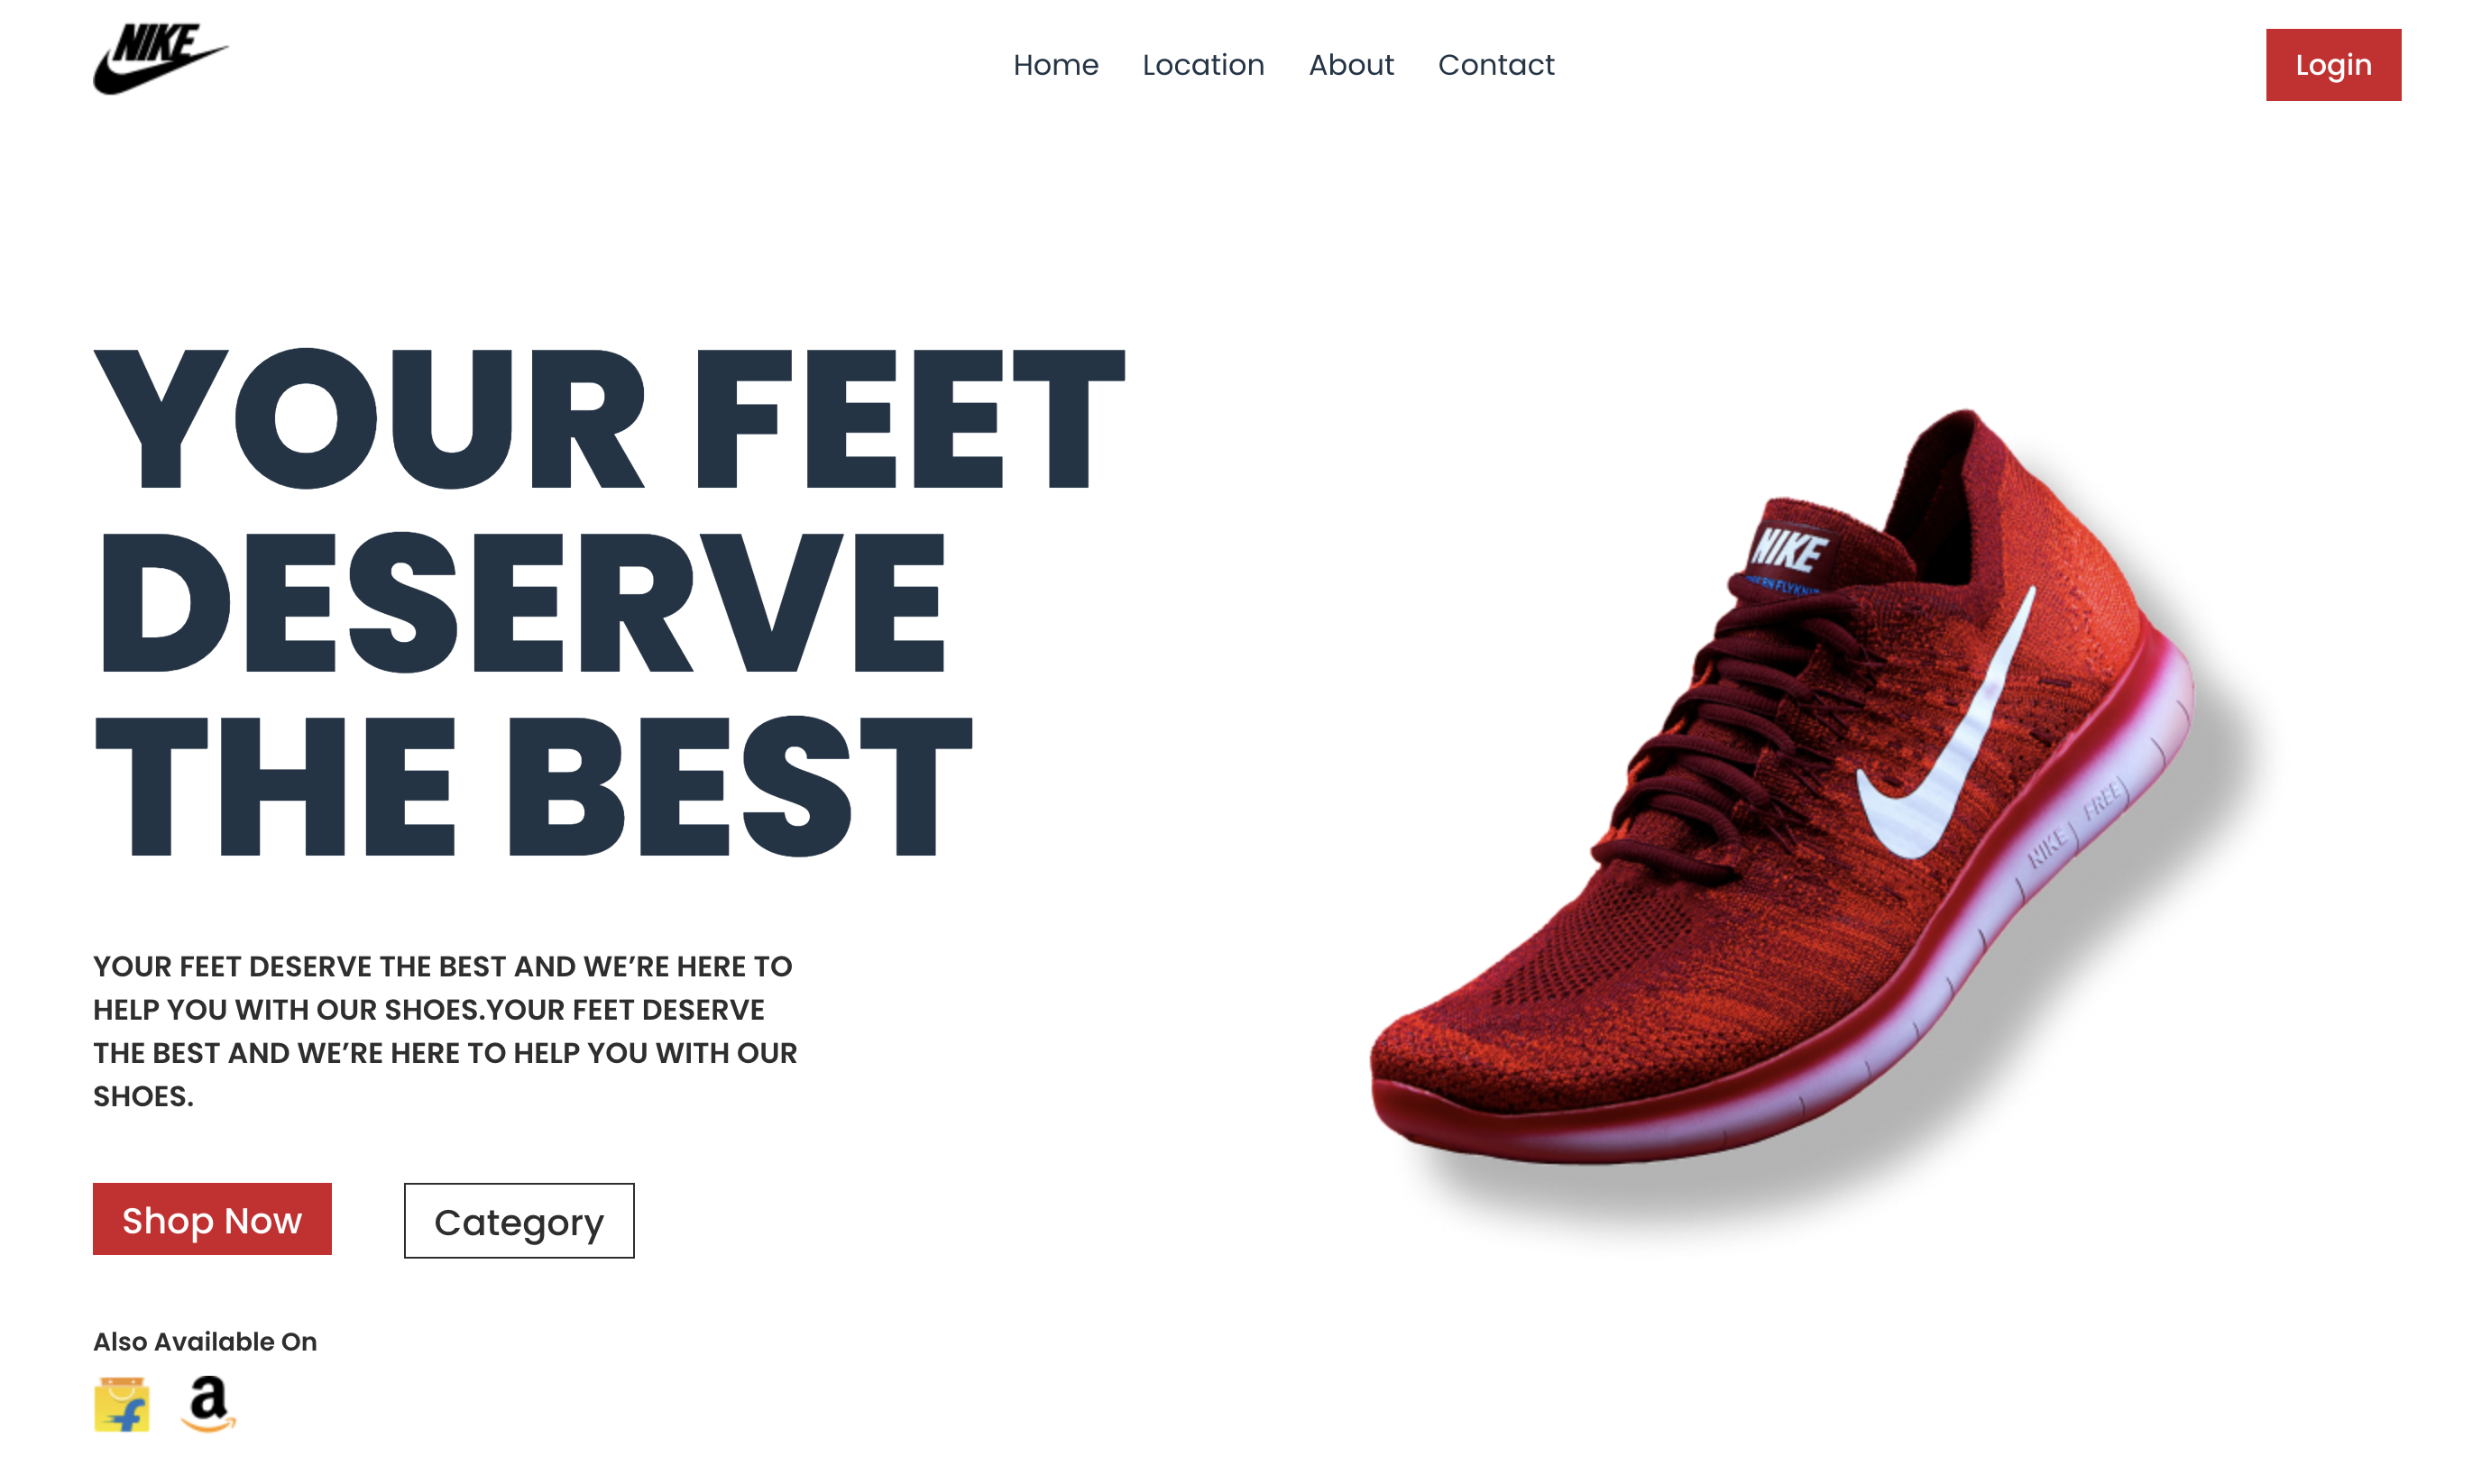 NIKE
Home Location About Contact
Login
YOUR FEET
DESERVE
THE BEST
YOUR FEET DESERVE THE BEST AND WE’RE HERE TO
HELP YOU WITH OUR SHOES.YOUR FEET DESERVE
THE BEST AND WE’RE HERE TO HELP YOU WITH OUR
SHOES.
Shop Now
Category
Also Available On
NIKE
NIKE FREE